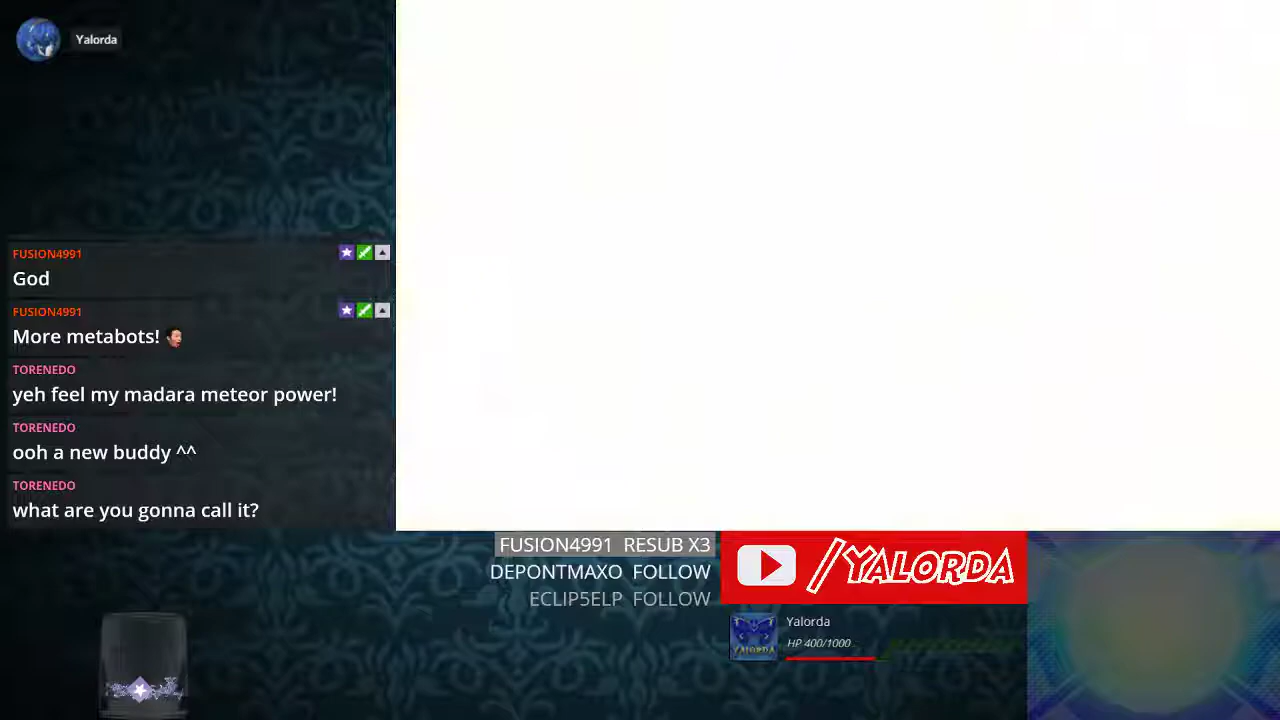 Yalorda
FUSION4991
God
FUSION4991
More metabots!
TORENEDO
yeh feel my madara meteor power!
TORENEDO
ooh a new buddy ^^
TORENEDO
what are you gonna call it?
FUSION4991 RESUB X3
DEPONTMAXO FOLLOW
ECLIP5ELP FOLLOW
/YALORDA
YALORDA
Yalorda
HP 400/1000